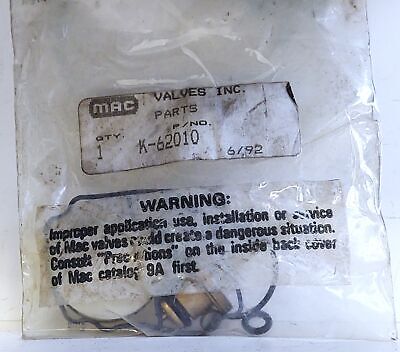 mac VALVES INC.
PARTS
QTY. P/NO.
1 K-62010 6/92
WARNING:
Improper application use, installation or service
of Mac valves could create a dangerous situation.
Consult "Precautions" on the inside back cover
of Mac catalog 9A first.